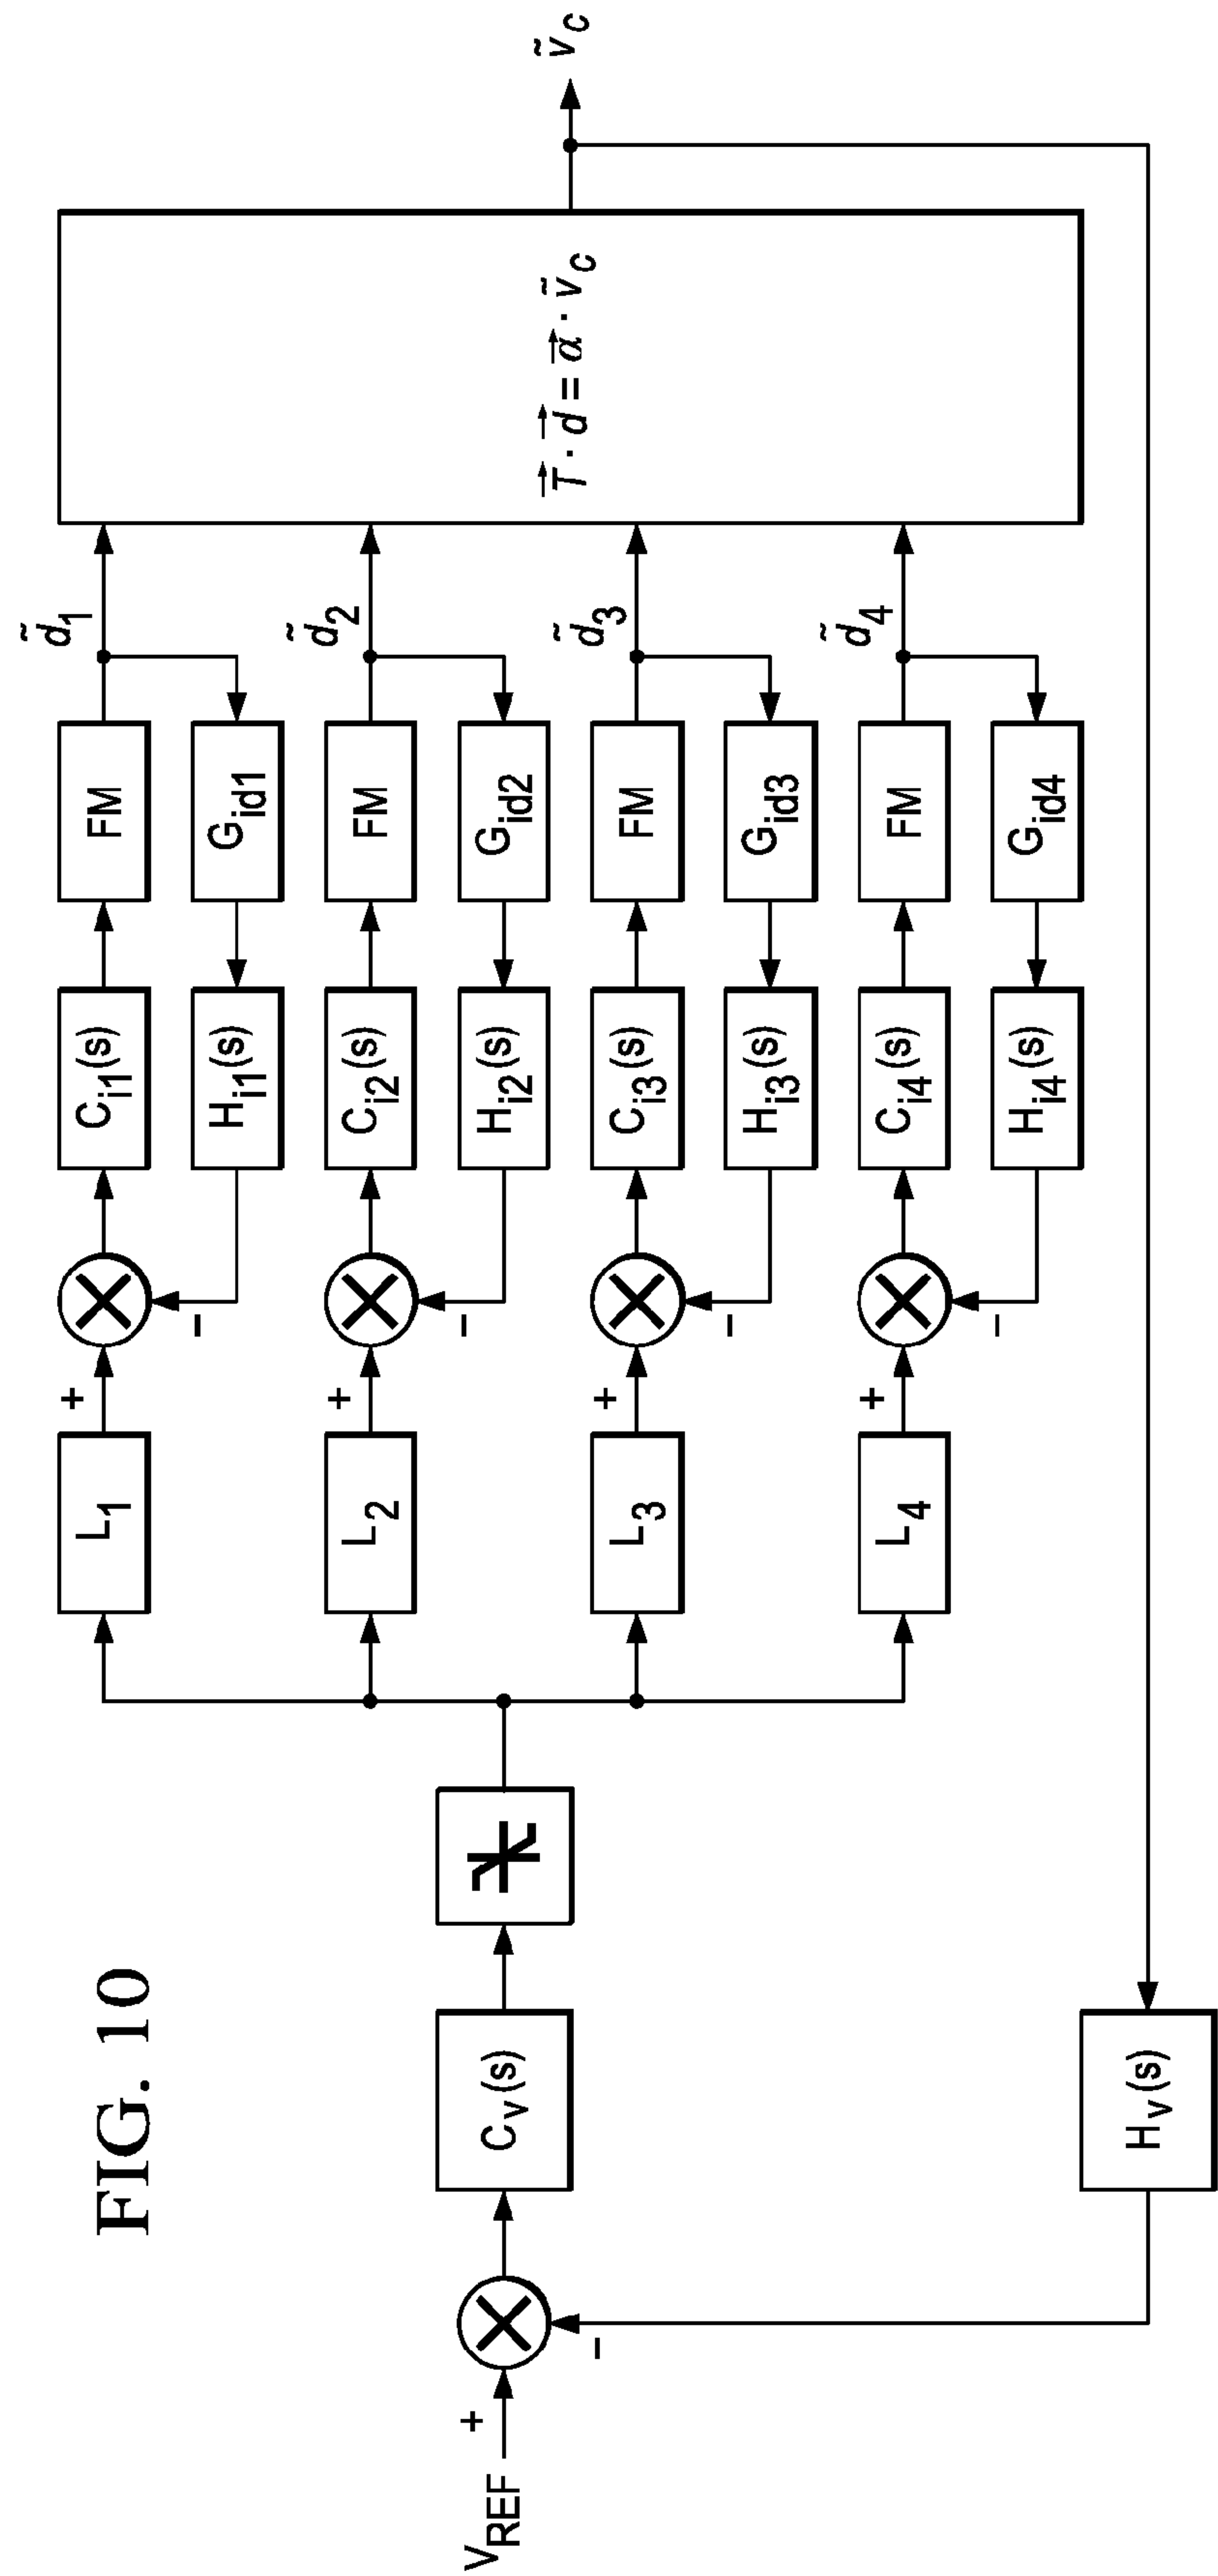 FIG. 10
V_REF
+
−
C_v(s)
H_v(s)
L_1
+
−
C_i1(s)
FM
d̃_1
H_i1(s)
G_id1
L_2
+
−
C_i2(s)
FM
d̃_2
H_i2(s)
G_id2
L_3
+
−
C_i3(s)
FM
d̃_3
H_i3(s)
G_id3
L_4
+
−
C_i4(s)
FM
d̃_4
H_i4(s)
G_id4
T⃗ · d⃗ = α⃗ · ṽ_c
ṽ_c